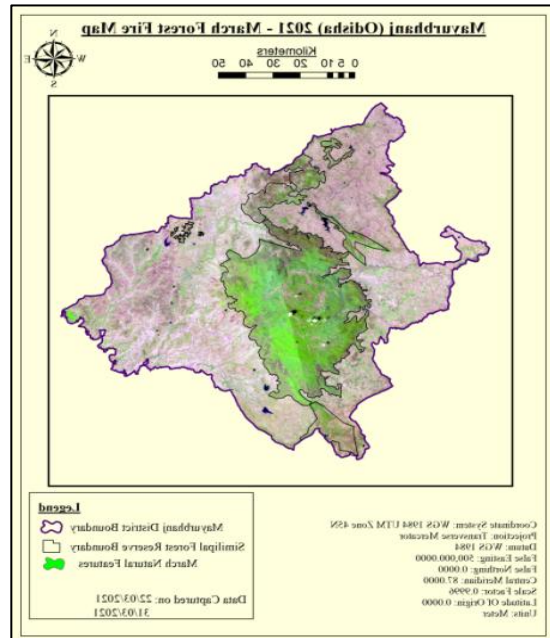 Mayurbhanj (Odisha) 2021 - March Forest Fire Map
Kilometers
0 5 10 20 30 40 50
N
W E
S
Coordinate System: WGS 1984 UTM Zone 45N
Projection: Transverse Mercator
Datum: WGS 1984
False Easting: 500,000.0000
False Northing: 0.0000
Central Meridian: 87.0000
Scale Factor: 0.9996
Latitude Of Origin: 0.0000
Units: Meter
Legend
Mayurbhanj District Boundary
Similipal Forest Reserve Boundary
March Natural Features
Data Captured on: 22/03/2021
31/03/2021